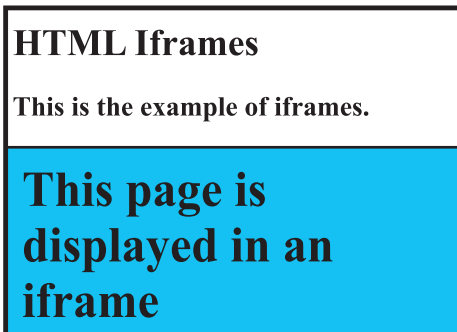 HTML Iframes
This is the example of iframes.
This page is
displayed in an
iframe